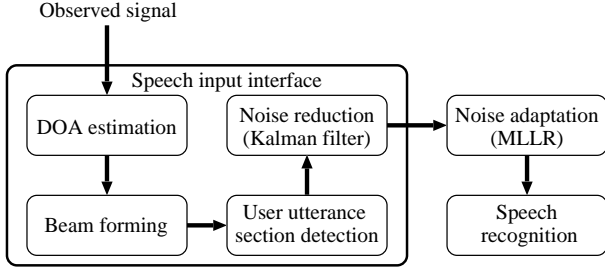 Observed signal
Speech input interface
DOA estimation
Beam forming
User utterance
section detection
Noise reduction
(Kalman filter)
Noise adaptation
(MLLR)
Speech
recognition